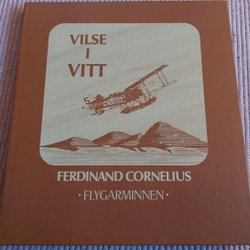 VILSE
I
VITT
FERDINAND CORNELIUS
· FLYGARMINNEN ·